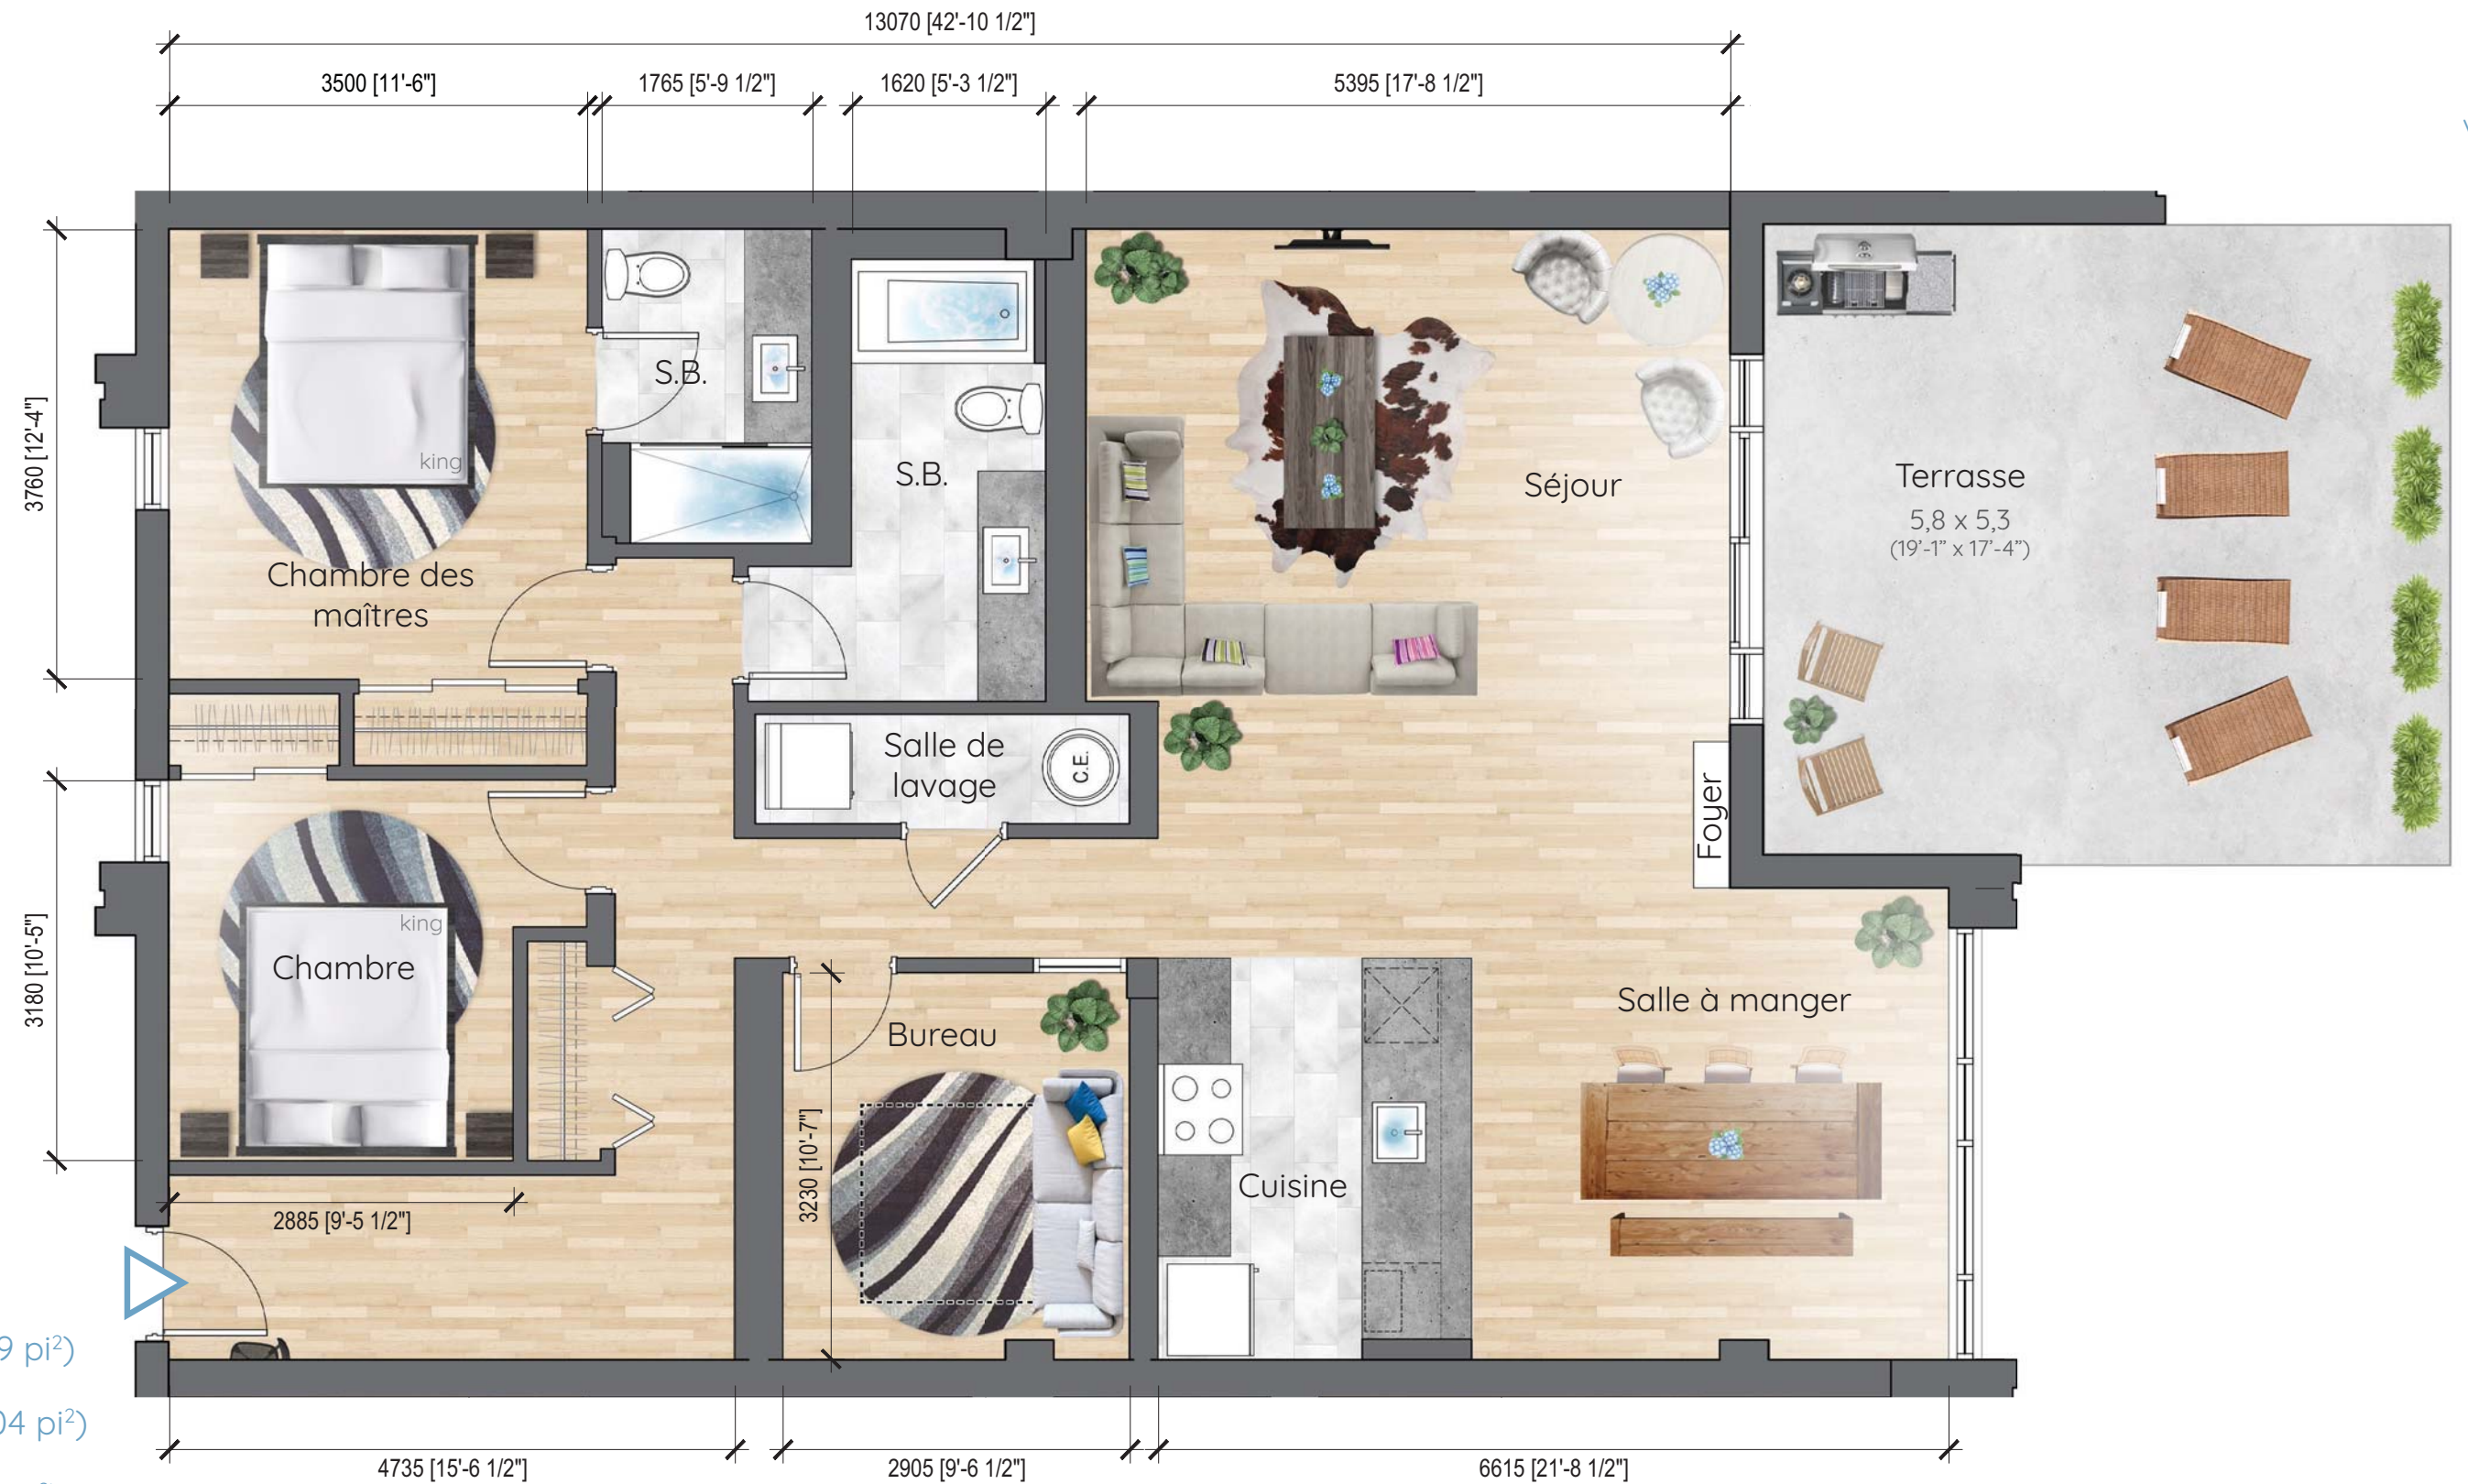 13070 [42'-10 1/2"]
3500 [11'-6"]
1765 [5'-9 1/2"]
1620 [5'-3 1/2"]
5395 [17'-8 1/2"]
3760 [12'-4"]
king
Chambre des
maîtres
S.B.
S.B.
Séjour
Terrasse
5,8 x 5,3
(19'-1" x 17'-4")
Salle de
lavage
C.E.
Foyer
3180 [10'-5"]
king
Chambre
2885 [9'-5 1/2"]
Bureau
3230 [10'-7"]
Cuisine
Salle à manger
9 pi²)
04 pi²)
4735 [15'-6 1/2"]
2905 [9'-6 1/2"]
6615 [21'-8 1/2"]